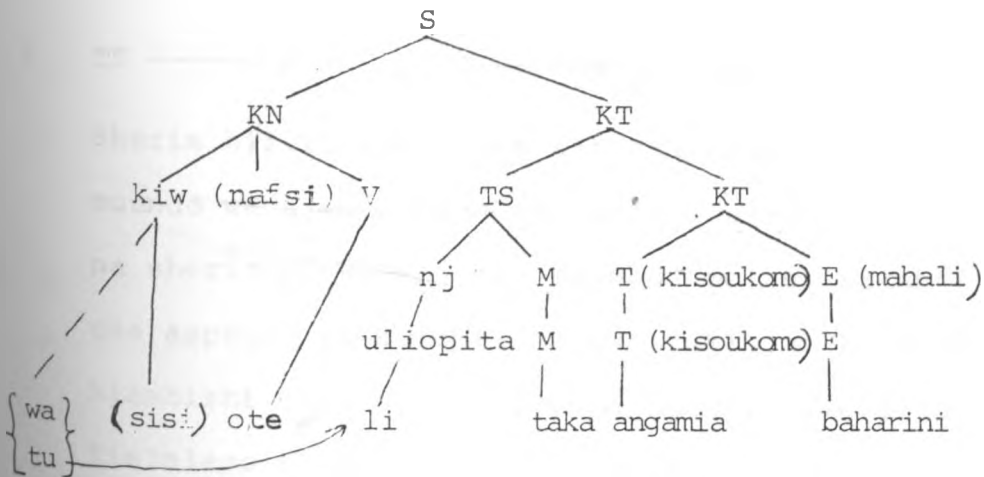 S
KN KT
kiw (nafsi) V TS KT
nj M T (kisoukomo) E (mahali)
uliopita M T (kisoukomo) E
wa (sisi) ote li taka angamia baharini
tu